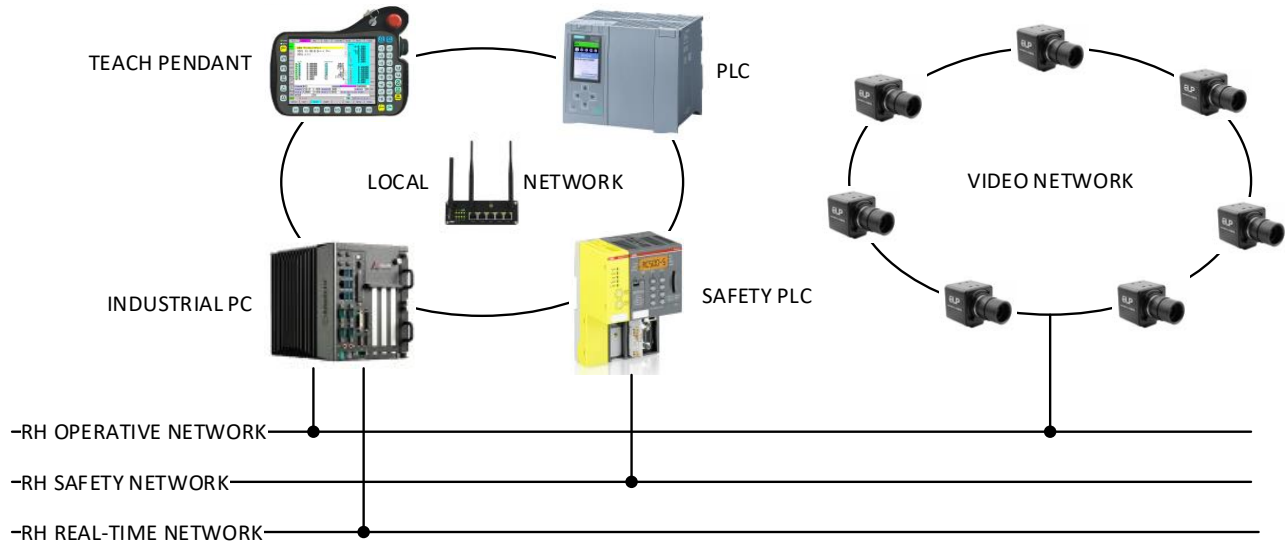 TEACH PENDANT
PLC
LOCAL NETWORK
VIDEO NETWORK
INDUSTRIAL PC
SAFETY PLC
RH OPERATIVE NETWORK
RH SAFETY NETWORK
RH REAL-TIME NETWORK